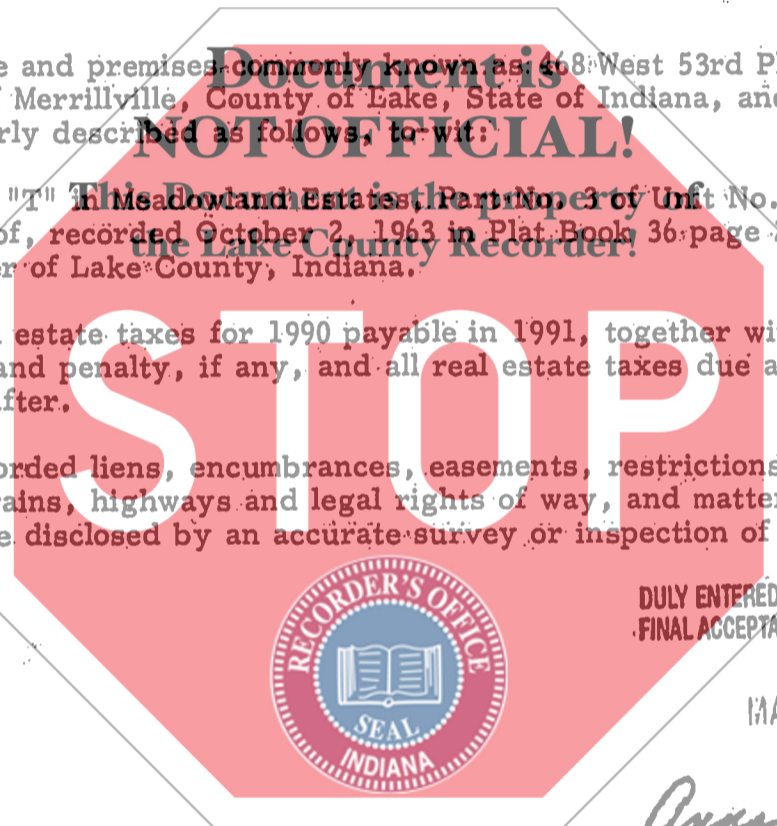 Document is
e and premises commonly known as 468 West 53rd Pl
f Merrillville, County of Lake, State of Indiana, and
rly described as follows, to-wit:
NOT OFFICIAL!
"T" in Meadowland Estates, Part No. 3 of Unit No.
This Document is the property of
of, recorded October 2, 1963 in Plat Book 36 page
the Lake County Recorder!
er of Lake County, Indiana.
estate taxes for 1990 payable in 1991, together wi
and penalty, if any, and all real estate taxes due a
fter.
STOP
orded liens, encumbrances, easements, restrictions
ains, highways and legal rights of way, and matte
e disclosed by an accurate survey or inspection of
RECORDER'S OFFICE
SEAL
INDIANA
DULY ENTERED
FINAL ACCEPTA
MA